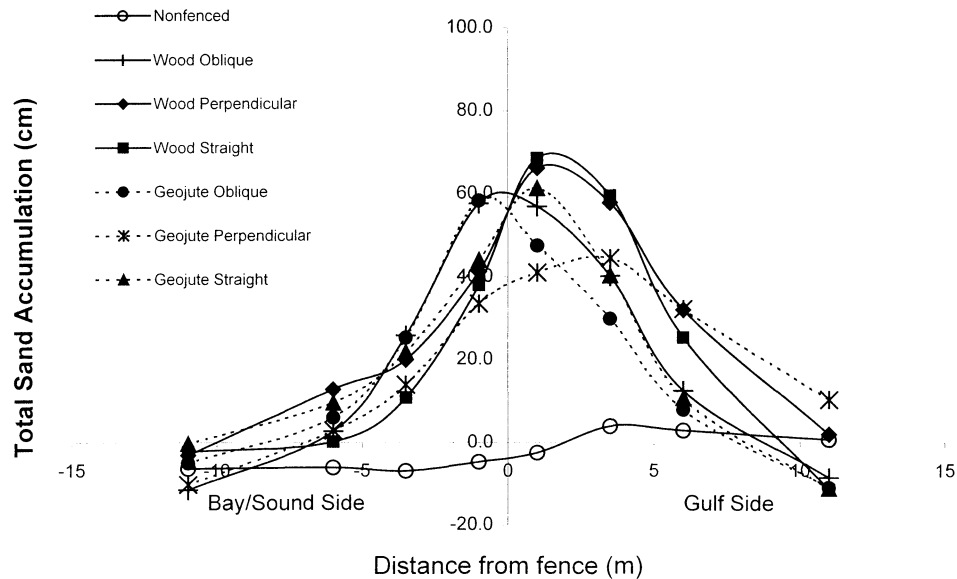 Nonfenced
Wood Oblique
Wood Perpendicular
Wood Straight
Geojute Oblique
Geojute Perpendicular
Geojute Straight
Total Sand Accumulation (cm)
100.0
80.0
60.0
40.0
20.0
0.0
-20.0
-15 -10 -5 0 5 10 15
Bay/Sound Side Gulf Side
Distance from fence (m)